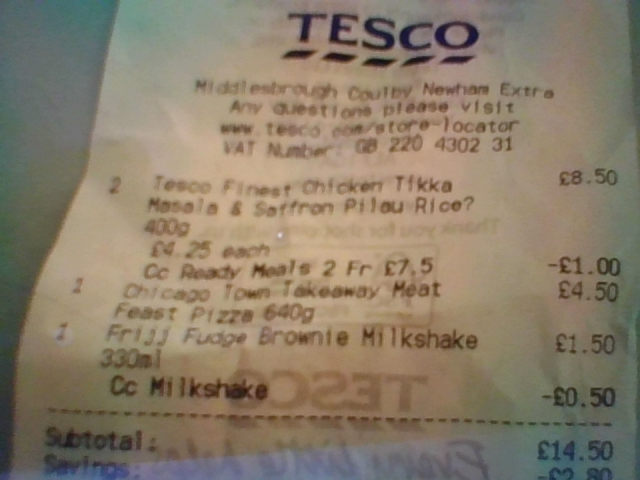 TESCO
Middlesbrough Coulby Newham Extra
Any questions please visit
www.tesco.com/store-locator
VAT Number: GB 220 4302 31
2 Tesco Finest Chicken Tikka £8.50
Masala & Saffron Pilau Rice?
400g
£4.25 each
Cc Ready Meals 2 Fr £7.5 -£1.00
1 Chicago Town Takeaway Meat £4.50
Feast Pizza 640g
1 Frijj Fudge Brownie Milkshake £1.50
330ml
Cc Milkshake -£0.50
Subtotal: £14.50
Savings: -£2.80